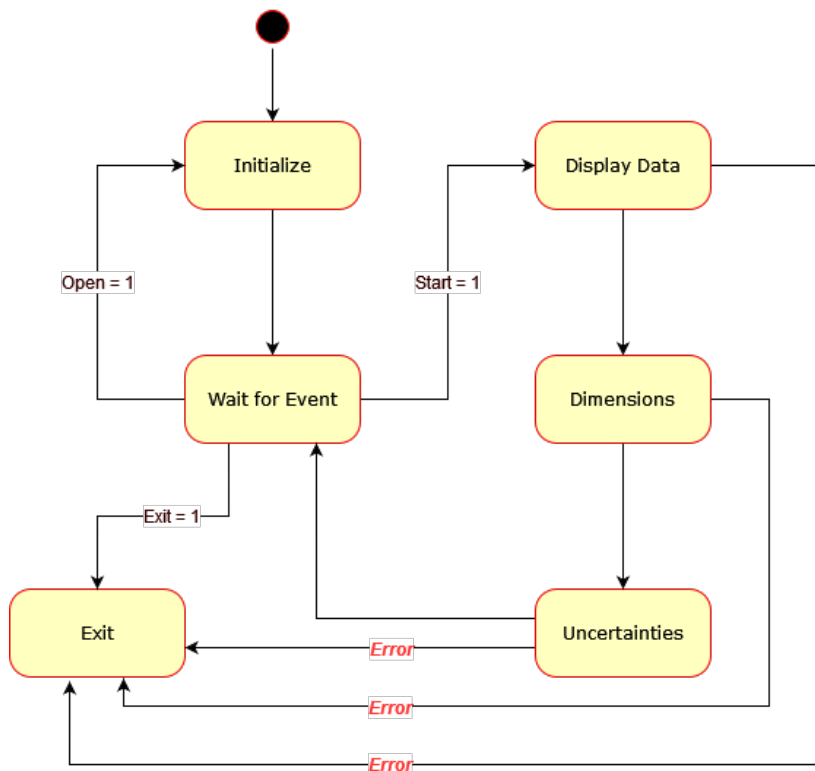 Initialize
Display Data
Open = 1
Start = 1
Wait for Event
Dimensions
Exit = 1
Exit
Uncertainties
Error
Error
Error